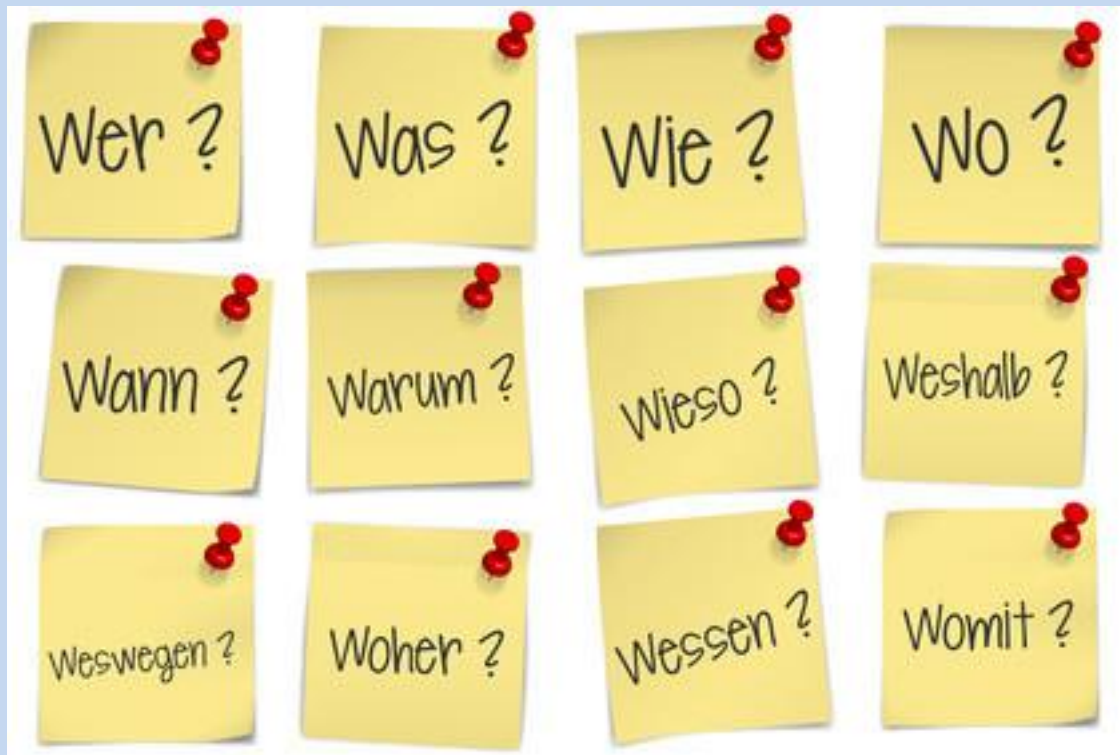 Wer ?
Was ?
Wie ?
Wo ?
Wann ?
Warum ?
Wieso ?
Weshalb ?
Weswegen ?
Woher ?
Wessen ?
Womit ?